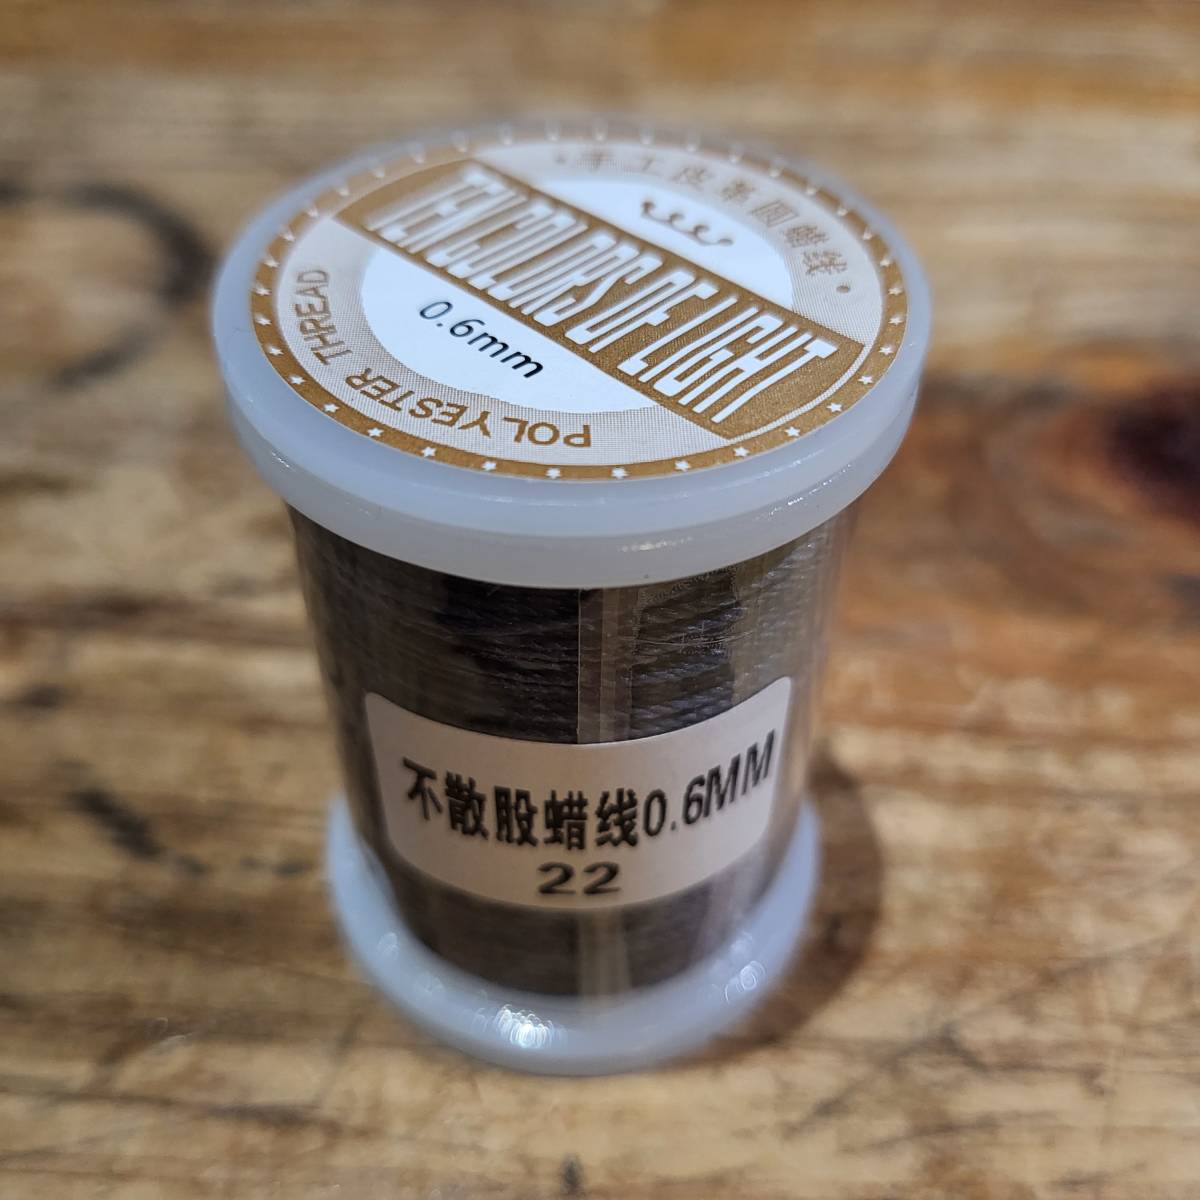 手工皮革圆蜡线
TEN COLORS OF LIGHT
0.6mm
POLYESTER THREAD
不散股蜡线0.6MM
22